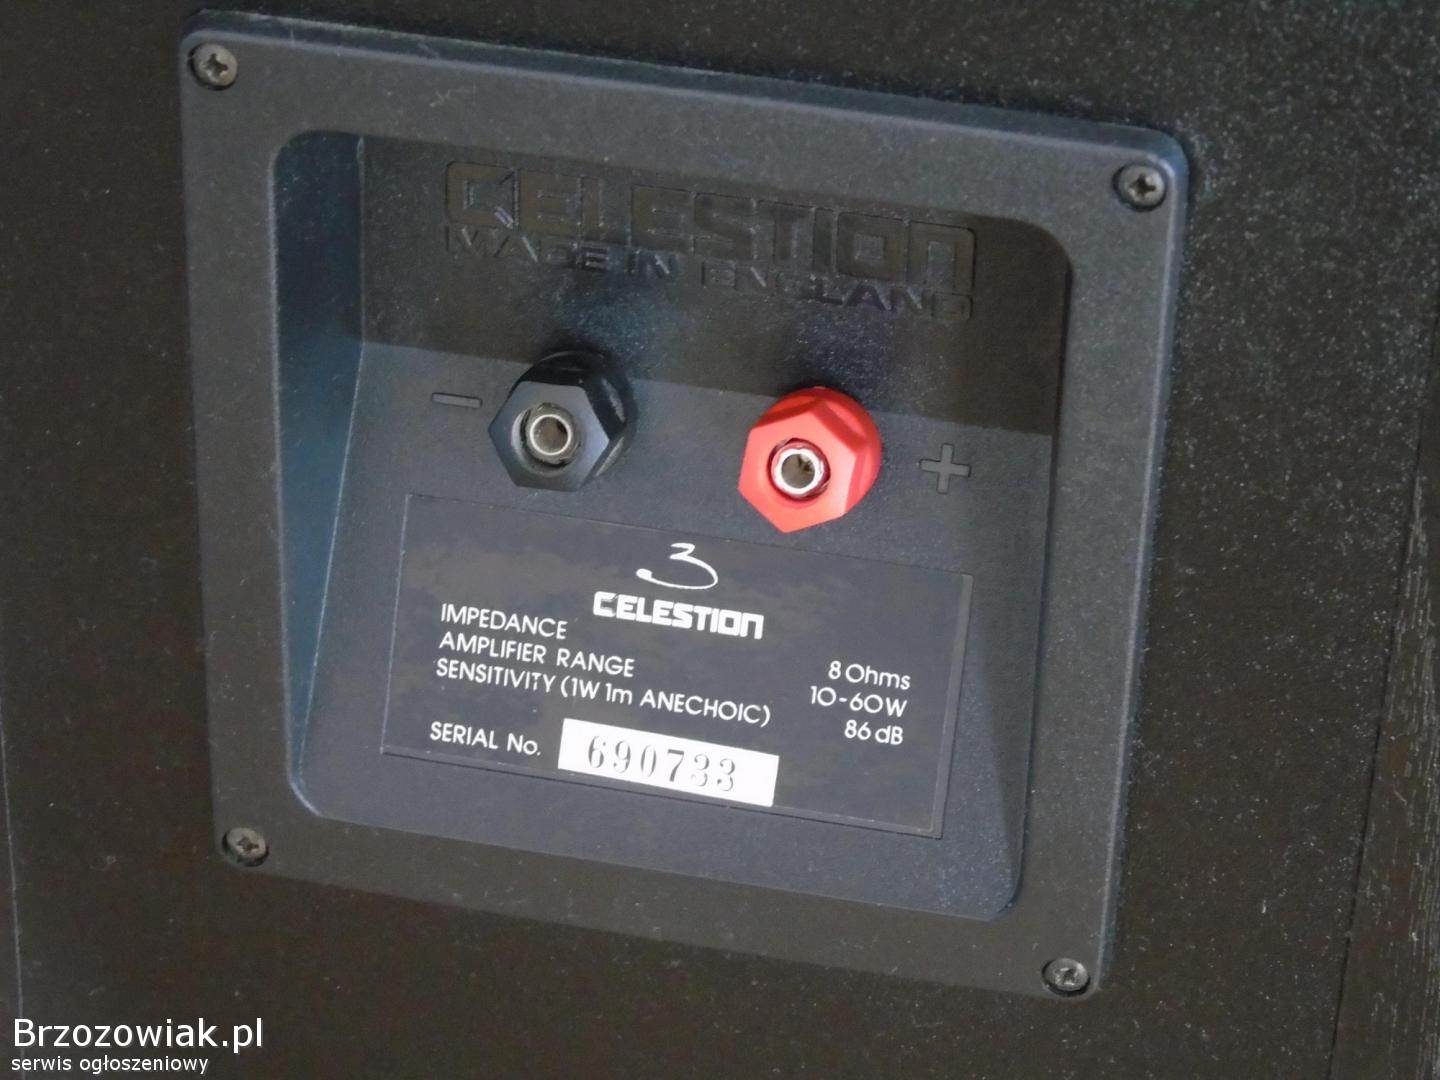 CELESTION
MADE IN ENGLAND
− +
3
CELESTION
IMPEDANCE 8 Ohms
AMPLIFIER RANGE 10-60W
SENSITIVITY (1W 1m ANECHOIC) 86 dB
SERIAL No. 690733
Brzozowiak.pl
serwis ogłoszeniowy